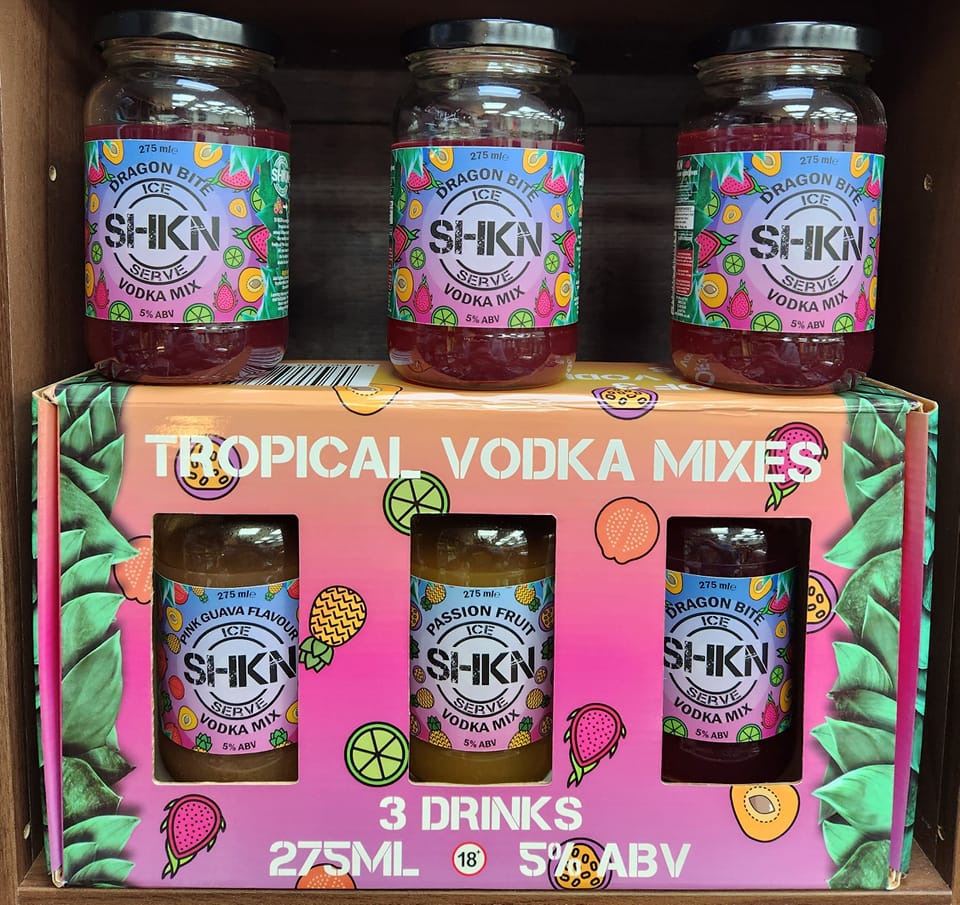 275 ml e
DRAGON BITE
ICE
SHKN
SERVE
VODKA MIX
5% ABV
275 ml e
DRAGON BITE
ICE
SHKN
SERVE
VODKA MIX
5% ABV
275 ml e
DRAGON BITE
ICE
SHKN
SERVE
VODKA MIX
5% ABV
TROPICAL VODKA MIXES
275 ml e
PINK GUAVA FLAVOUR
ICE
SHKN
SERVE
VODKA MIX
5% ABV
275 ml e
PASSION FRUIT
ICE
SHKN
SERVE
VODKA MIX
5% ABV
275 ml e
DRAGON BITE
ICE
SHKN
SERVE
VODKA MIX
5% ABV
3 DRINKS
275ML 18+ 5% ABV